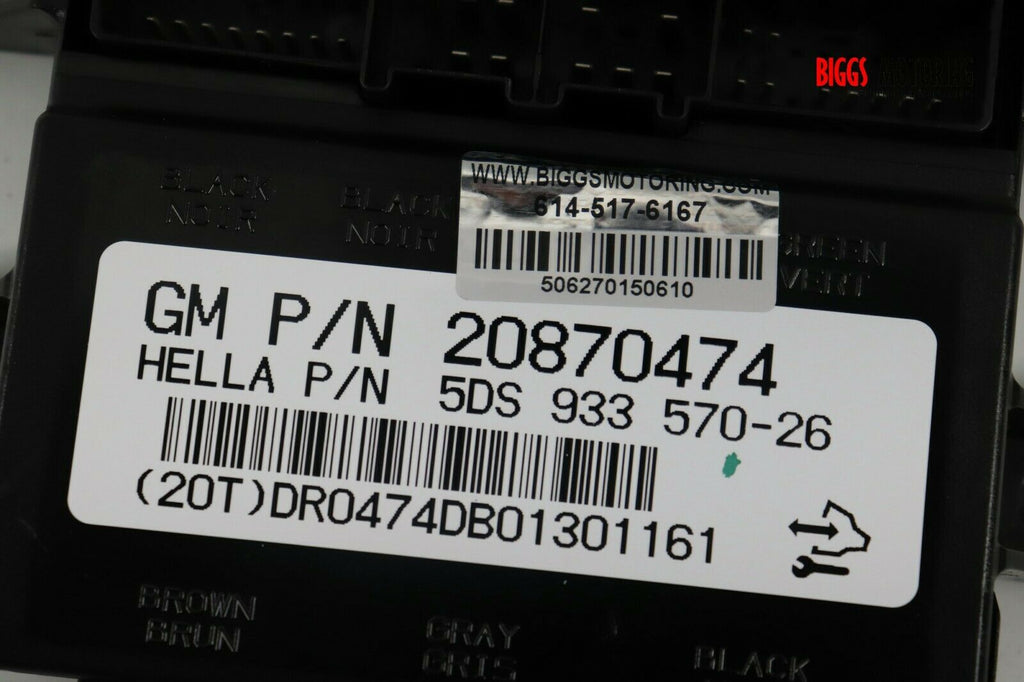 BIGGS MOTORING
WWW.BIGGSMOTORING.COM
614-517-6167
506270150610
BLACK
NOIR
BLACK
NOIR
GREEN
VERT
GM P/N 20870474
HELLA P/N 5DS 933 570-26
(20T)DR0474DB01301161
BROWN
BRUN
GRAY
GRIS
BLACK